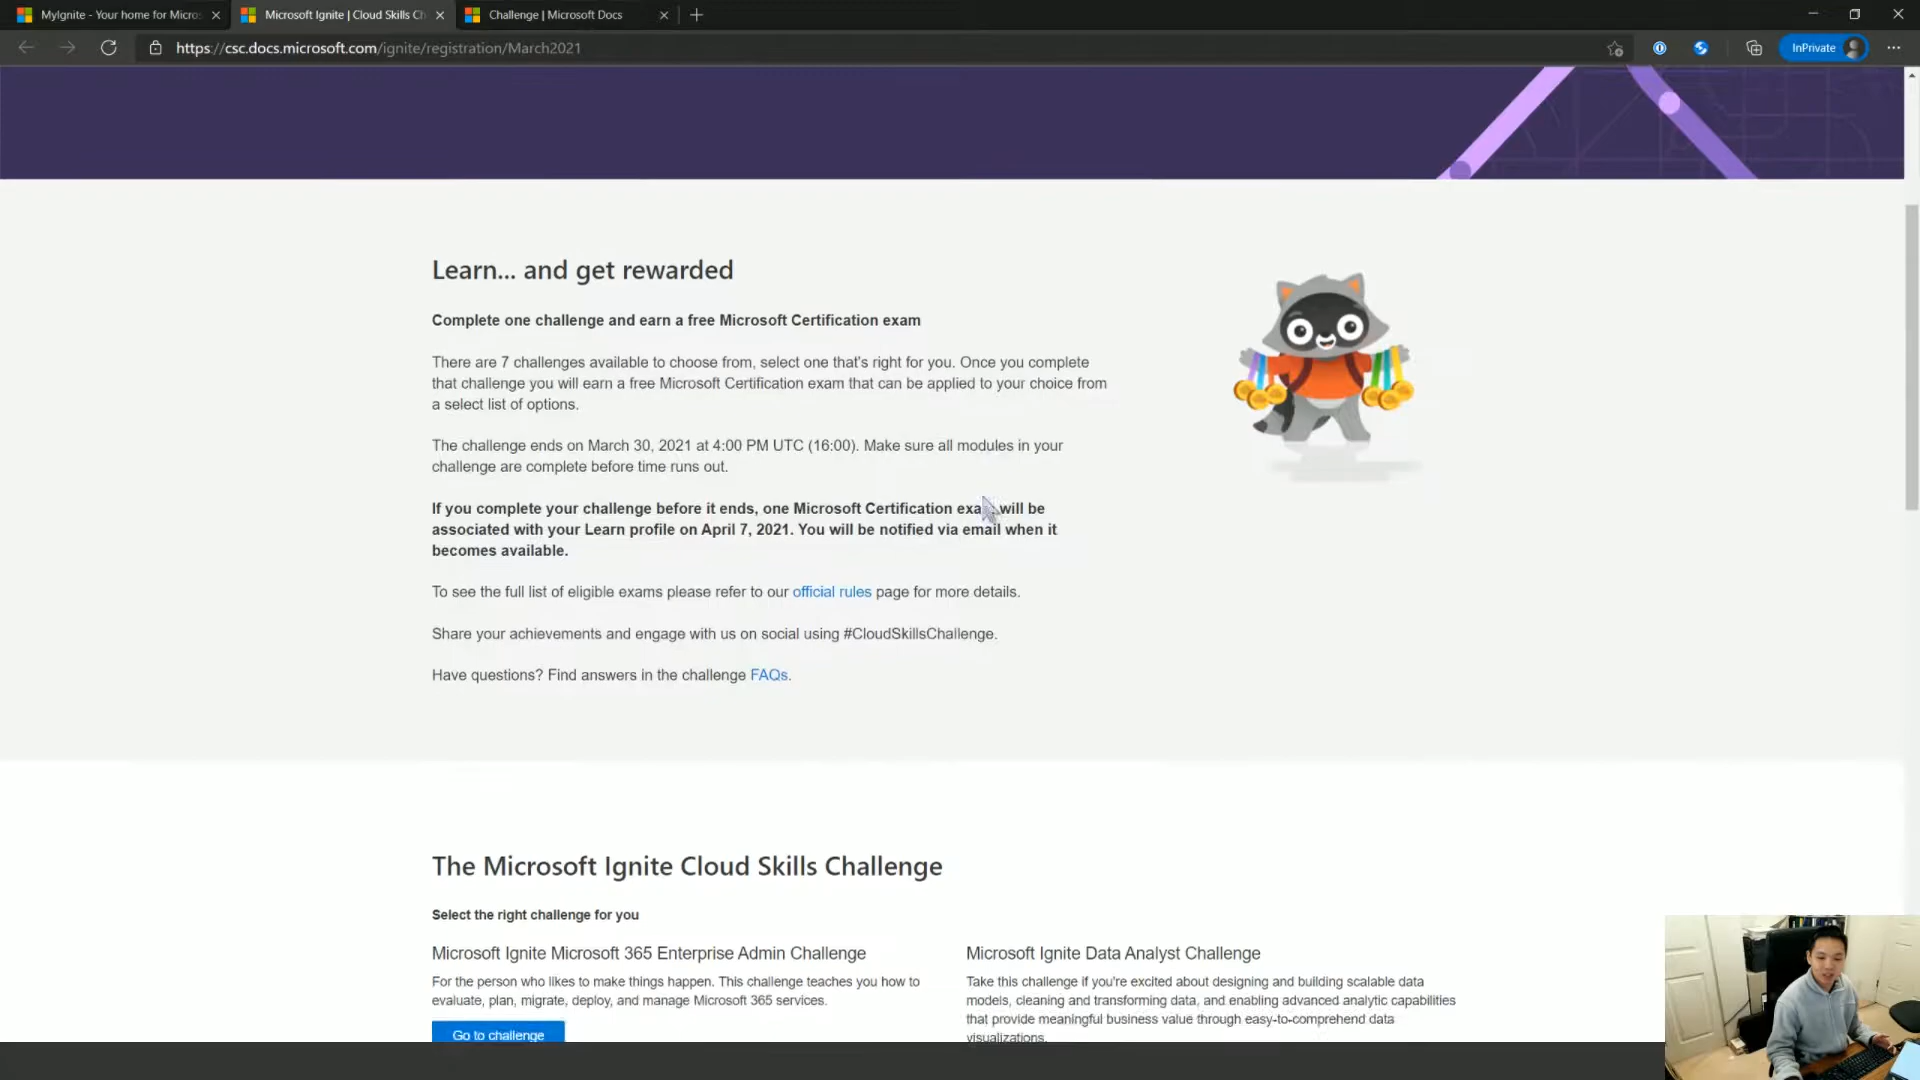 MyIgnite - Your home for Micros
Microsoft Ignite | Cloud Skills Ch
Challenge | Microsoft Docs
https://csc.docs.microsoft.com/ignite/registration/March2021
InPrivate
Learn... and get rewarded
Complete one challenge and earn a free Microsoft Certification exam
There are 7 challenges available to choose from, select one that's right for you. Once you complete
that challenge you will earn a free Microsoft Certification exam that can be applied to your choice from
a select list of options.
The challenge ends on March 30, 2021 at 4:00 PM UTC (16:00). Make sure all modules in your
challenge are complete before time runs out.
If you complete your challenge before it ends, one Microsoft Certification exam will be
associated with your Learn profile on April 7, 2021. You will be notified via email when it
becomes available.
To see the full list of eligible exams please refer to our official rules page for more details.
Share your achievements and engage with us on social using #CloudSkillsChallenge.
Have questions? Find answers in the challenge FAQs.
The Microsoft Ignite Cloud Skills Challenge
Select the right challenge for you
Microsoft Ignite Microsoft 365 Enterprise Admin Challenge
For the person who likes to make things happen. This challenge teaches you how to
evaluate, plan, migrate, deploy, and manage Microsoft 365 services.
Go to challenge
Microsoft Ignite Data Analyst Challenge
Take this challenge if you're excited about designing and building scalable data
models, cleaning and transforming data, and enabling advanced analytic capabilities
that provide meaningful business value through easy-to-comprehend data
visualizations.